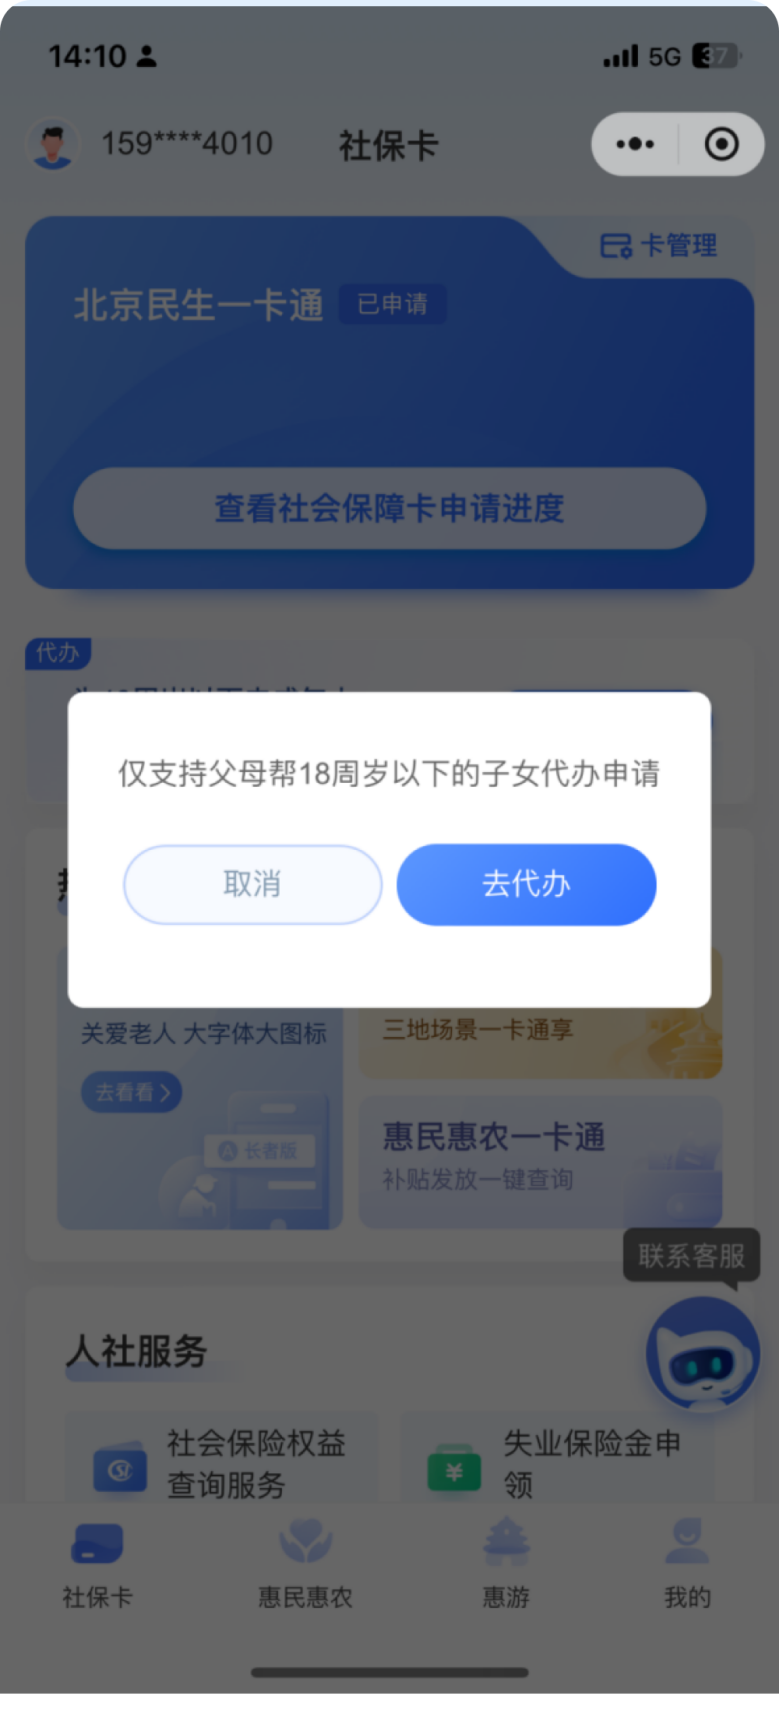 14:10
5G 37
159****4010
社保卡
卡管理
北京民生一卡通
已申请
查看社会保障卡申请进度
代办
仅支持父母帮18周岁以下的子女代办申请
取消
去代办
关爱老人 大字体大图标
去看看
A 长者版
三地场景一卡通享
惠民惠农一卡通
补贴发放一键查询
联系客服
人社服务
社会保险权益
查询服务
失业保险金申
领
社保卡
惠民惠农
惠游
我的